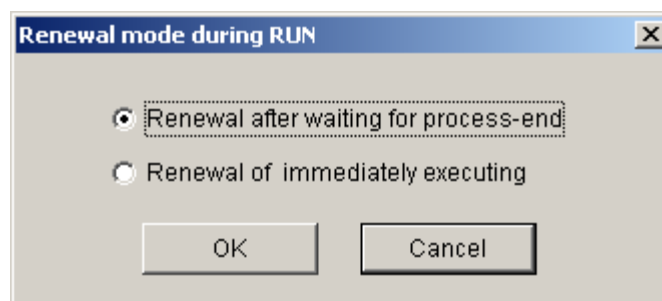 Renewal mode during RUN
Renewal after waiting for process-end
Renewal of immediately executing
OK Cancel